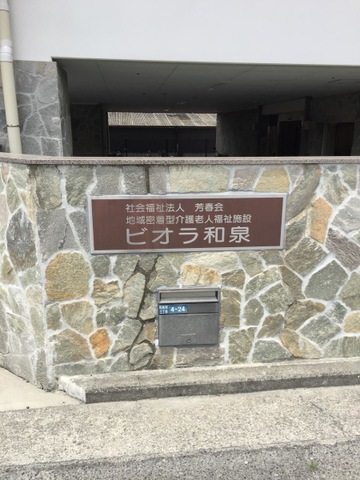 社会福祉法人　芳春会
地域密着型介護老人福祉施設
ビオラ和泉
4-24